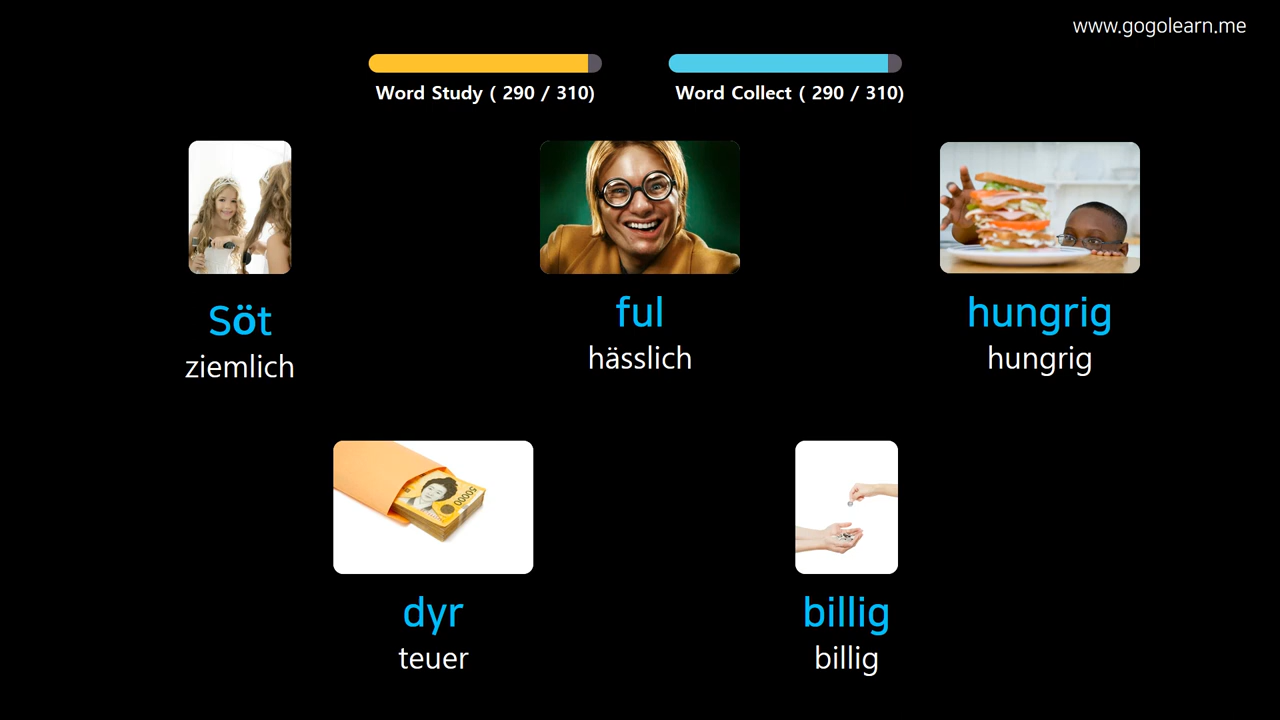 www.gogolearn.me
Word Study ( 290 / 310)
Word Collect ( 290 / 310)
Söt
ziemlich
ful
hässlich
hungrig
hungrig
50000
dyr
teuer
billig
billig